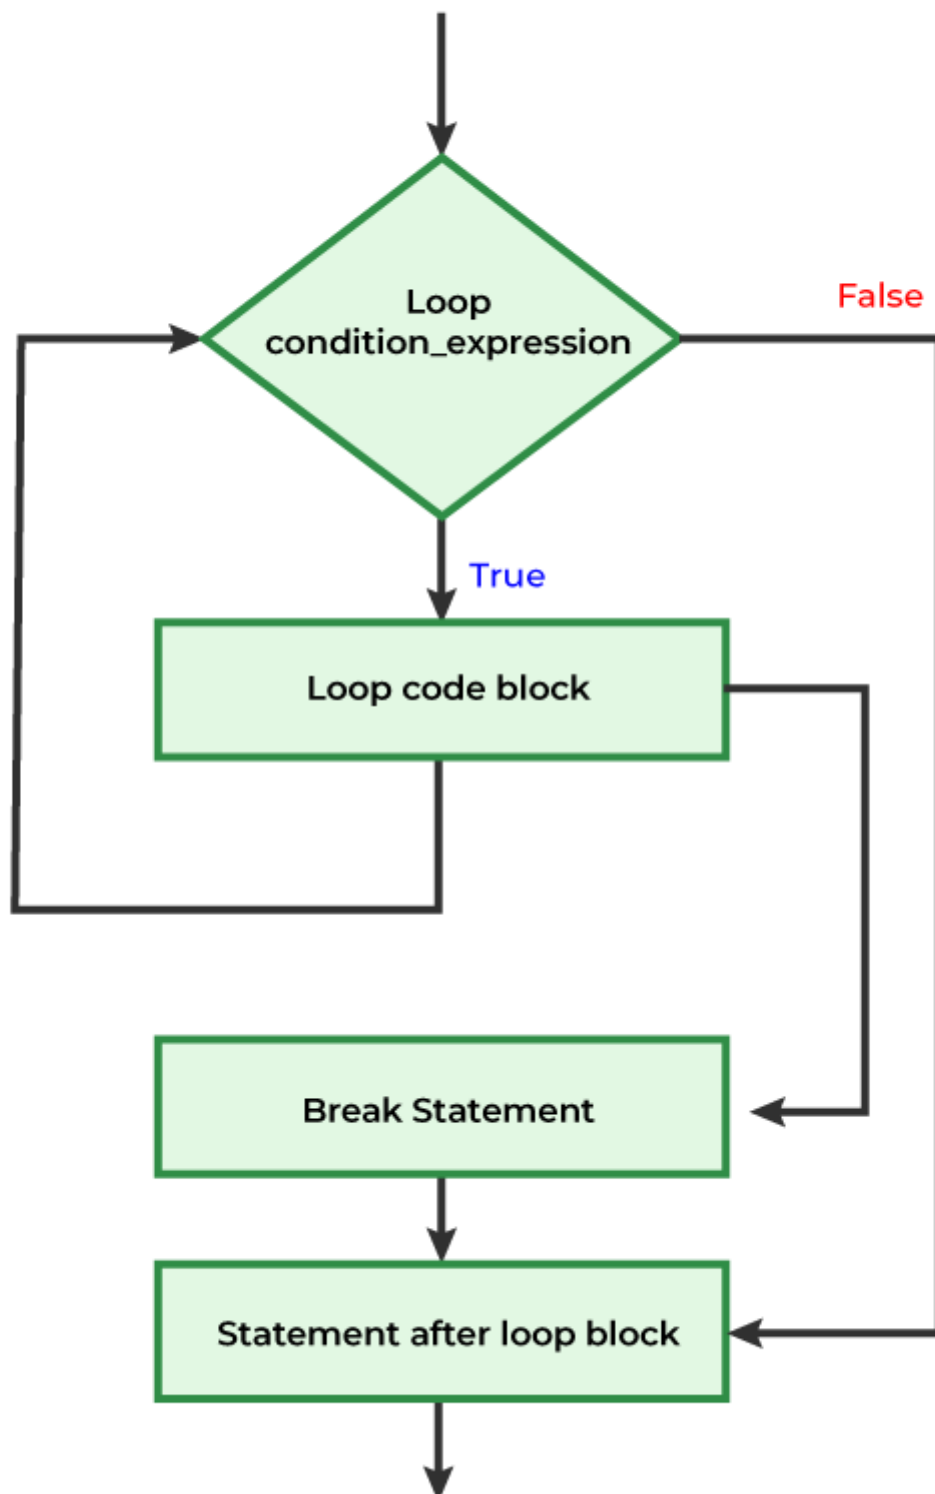 Loop
condition_expression
False
True
Loop code block
Break Statement
Statement after loop block